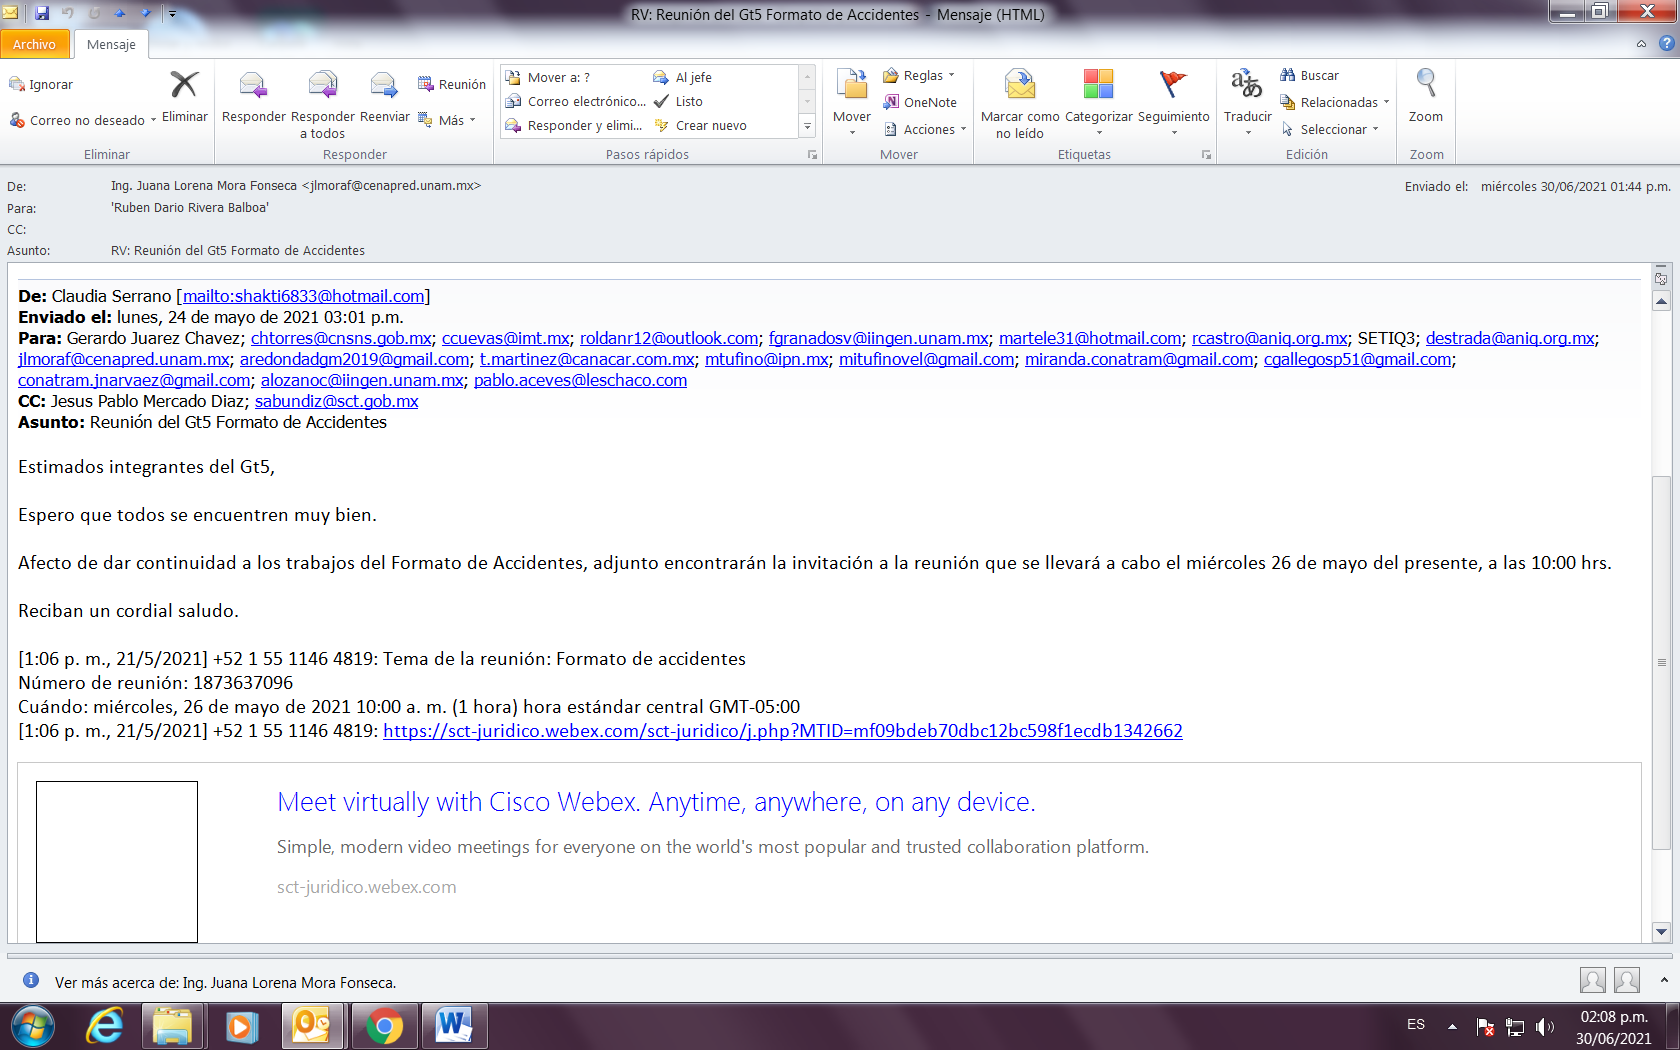 RV: Reunión del Gt5 Formato de Accidentes - Mensaje (HTML)
Archivo
Mensaje
Ignorar
Correo no deseado
Eliminar
Eliminar
Responder
Responder a todos
Reenviar
Reunión
Más
Responder
Mover a: ?
Al jefe
Correo electrónico...
Listo
Responder y elimi...
Crear nuevo
Pasos rápidos
Mover
Reglas
OneNote
Acciones
Mover
Marcar como no leído
Categorizar
Seguimiento
Etiquetas
Traducir
Buscar
Relacionadas
Seleccionar
Edición
Zoom
Zoom
De: Ing. Juana Lorena Mora Fonseca <jlmoraf@cenapred.unam.mx>
Enviado el: miércoles 30/06/2021 01:44 p.m.
Para: 'Ruben Dario Rivera Balboa'
CC:
Asunto: RV: Reunión del Gt5 Formato de Accidentes
De: Claudia Serrano [mailto:shakti6833@hotmail.com]
Enviado el: lunes, 24 de mayo de 2021 03:01 p.m.
Para: Gerardo Juarez Chavez; chtorres@cnsns.gob.mx; ccuevas@imt.mx; roldanr12@outlook.com; fgranadosv@iingen.unam.mx; martele31@hotmail.com; rcastro@aniq.org.mx; SETIQ3; destrada@aniq.org.mx;
jlmoraf@cenapred.unam.mx; aredondadgm2019@gmail.com; t.martinez@canacar.com.mx; mtufino@ipn.mx; mitufinovel@gmail.com; miranda.conatram@gmail.com; cgallegosp51@gmail.com;
conatram.jnarvaez@gmail.com; alozanoc@iingen.unam.mx; pablo.aceves@leschaco.com
CC: Jesus Pablo Mercado Diaz; sabundiz@sct.gob.mx
Asunto: Reunión del Gt5 Formato de Accidentes
Estimados integrantes del Gt5,
Espero que todos se encuentren muy bien.
Afecto de dar continuidad a los trabajos del Formato de Accidentes, adjunto encontrarán la invitación a la reunión que se llevará a cabo el miércoles 26 de mayo del presente, a las 10:00 hrs.
Reciban un cordial saludo.
[1:06 p. m., 21/5/2021] +52 1 55 1146 4819: Tema de la reunión: Formato de accidentes
Número de reunión: 1873637096
Cuándo: miércoles, 26 de mayo de 2021 10:00 a. m. (1 hora) hora estándar central GMT-05:00
[1:06 p. m., 21/5/2021] +52 1 55 1146 4819: https://sct-juridico.webex.com/sct-juridico/j.php?MTID=mf09bdeb70dbc12bc598f1ecdb1342662
Meet virtually with Cisco Webex. Anytime, anywhere, on any device.
Simple, modern video meetings for everyone on the world's most popular and trusted collaboration platform.
sct-juridico.webex.com
Ver más acerca de: Ing. Juana Lorena Mora Fonseca.
ES
02:08 p.m.
30/06/2021